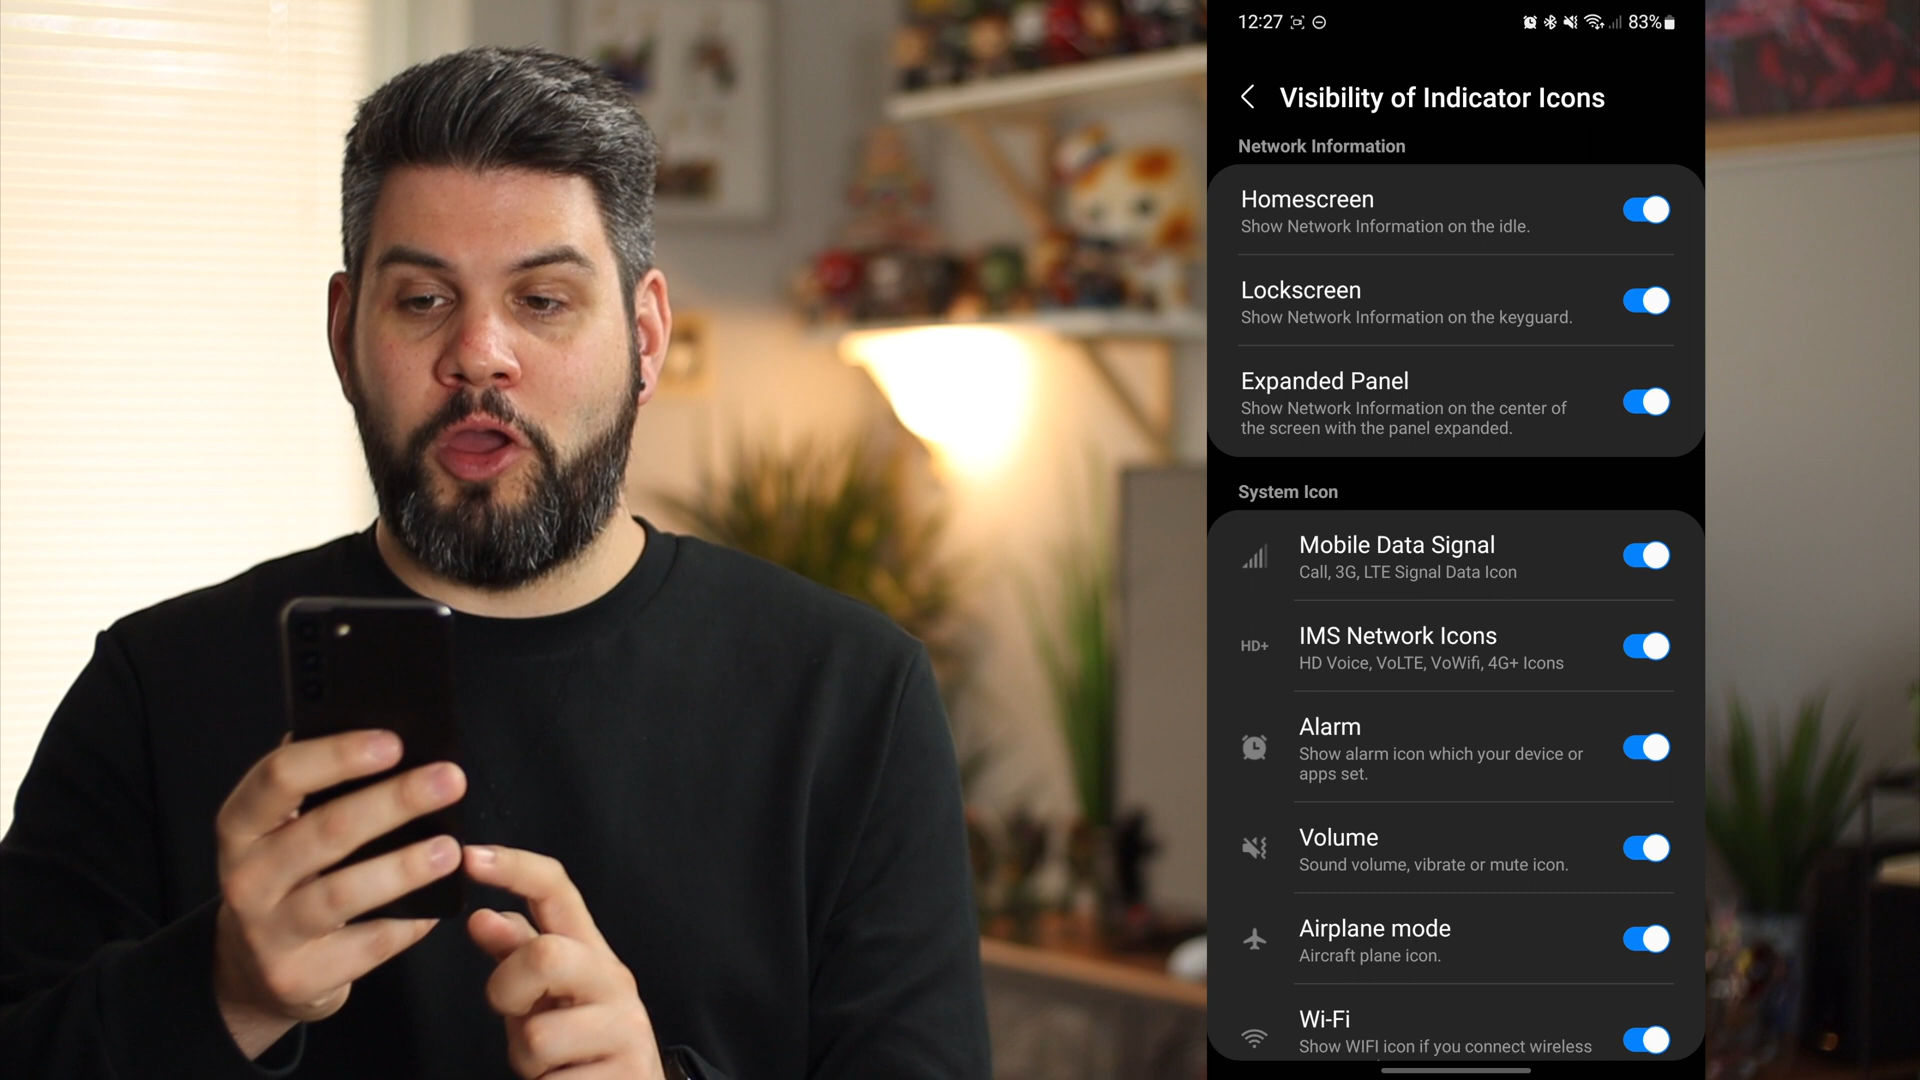 12:27 83%
Visibility of Indicator Icons
Network Information
Homescreen
Show Network Information on the idle.
Lockscreen
Show Network Information on the keyguard.
Expanded Panel
Show Network Information on the center of
the screen with the panel expanded.
System Icon
Mobile Data Signal
Call, 3G, LTE Signal Data Icon
HD+ IMS Network Icons
HD Voice, VoLTE, VoWifi, 4G+ Icons
Alarm
Show alarm icon which your device or
apps set.
Volume
Sound volume, vibrate or mute icon.
Airplane mode
Aircraft plane icon.
Wi-Fi
Show WIFI icon if you connect wireless